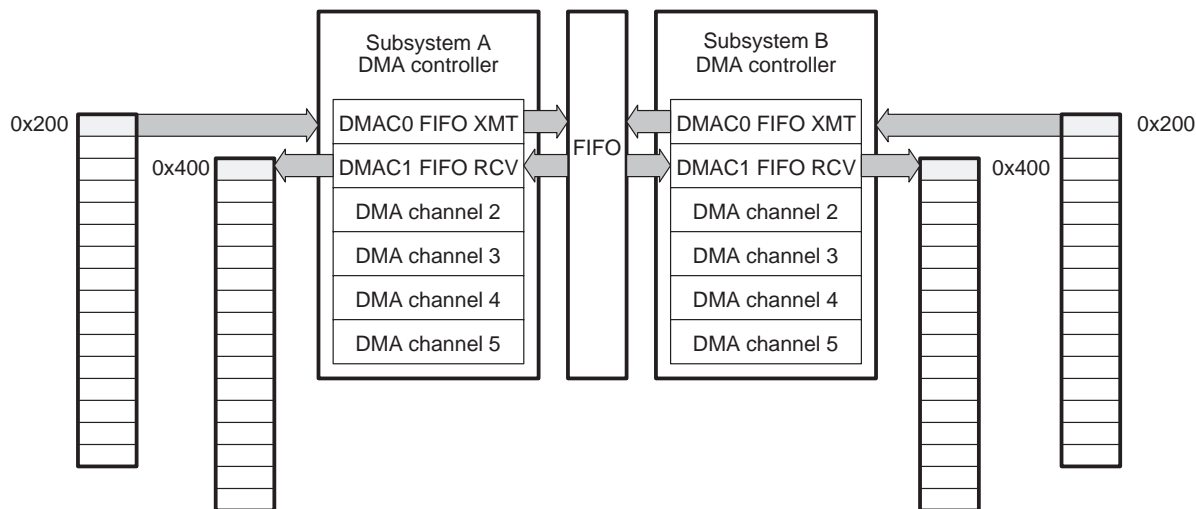 Subsystem A
DMA controller
Subsystem B
DMA controller
0x200
DMAC0 FIFO XMT
FIFO
DMAC0 FIFO XMT
0x200
0x400
DMAC1 FIFO RCV
DMAC1 FIFO RCV
0x400
DMA channel 2
DMA channel 2
DMA channel 3
DMA channel 3
DMA channel 4
DMA channel 4
DMA channel 5
DMA channel 5